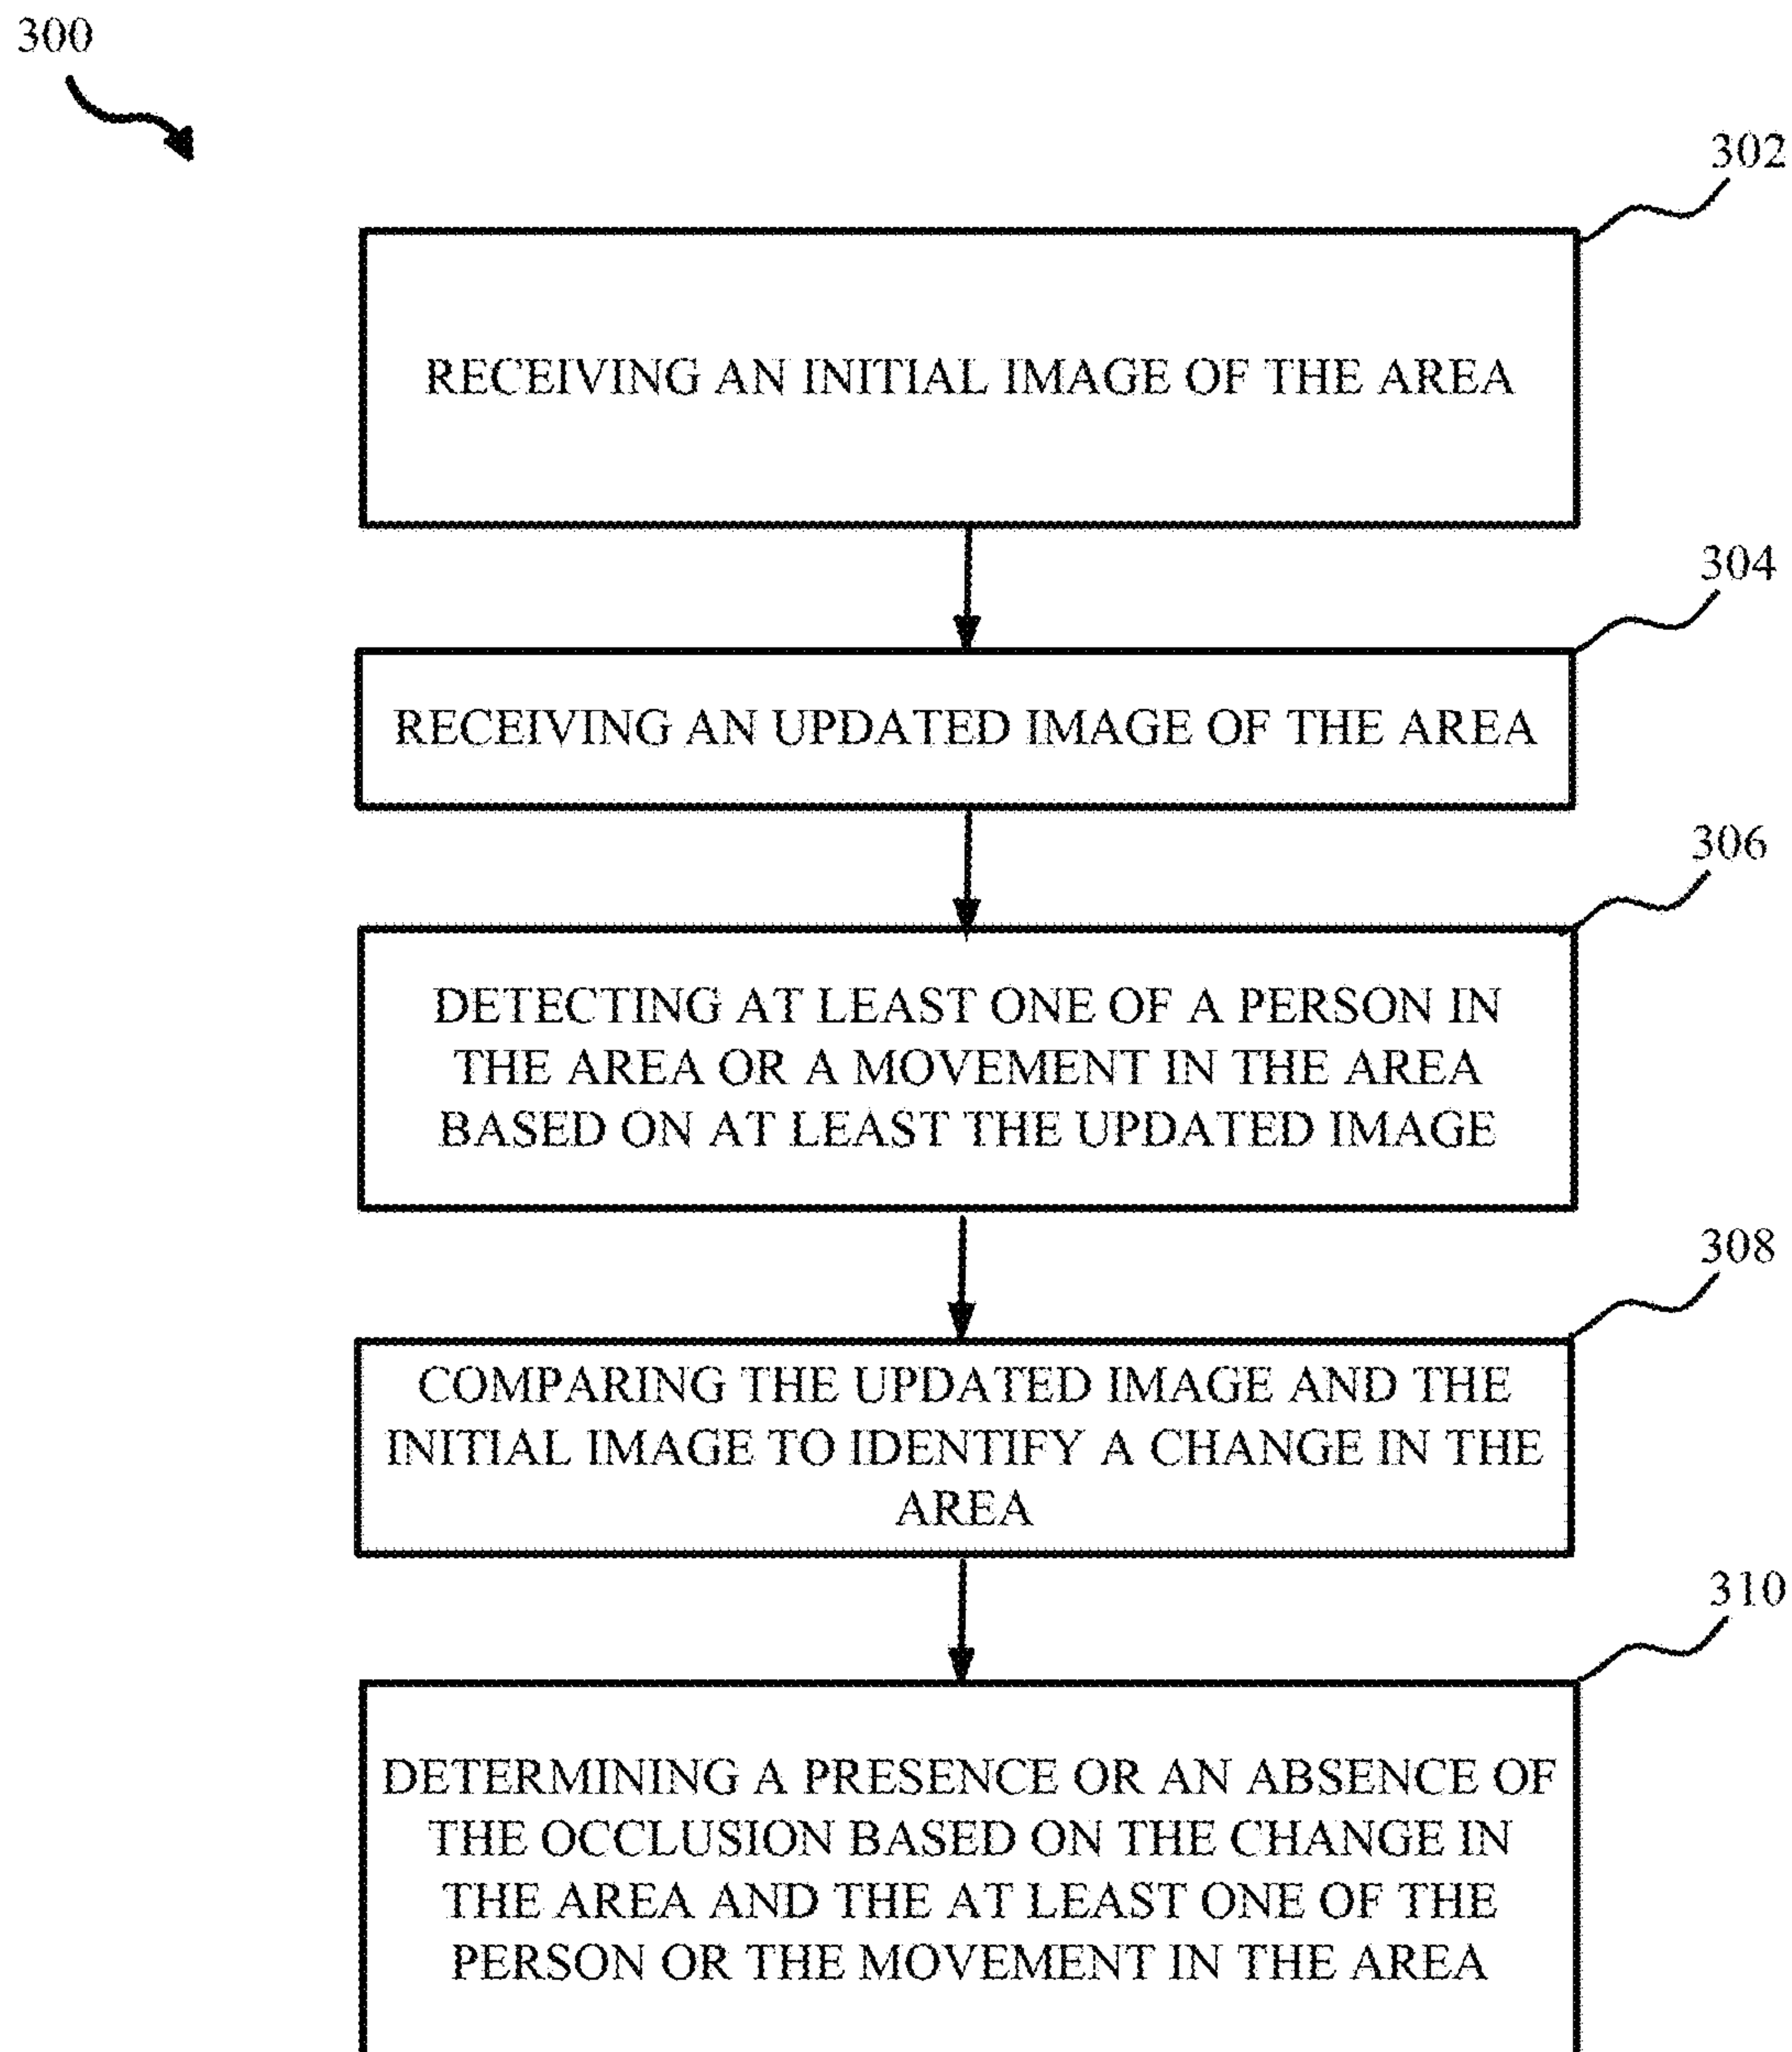 300
302
RECEIVING AN INITIAL IMAGE OF THE AREA
304
RECEIVING AN UPDATED IMAGE OF THE AREA
306
DETECTING AT LEAST ONE OF A PERSON IN
THE AREA OR A MOVEMENT IN THE AREA
BASED ON AT LEAST THE UPDATED IMAGE
308
COMPARING THE UPDATED IMAGE AND THE
INITIAL IMAGE TO IDENTIFY A CHANGE IN THE
AREA
310
DETERMINING A PRESENCE OR AN ABSENCE OF
THE OCCLUSION BASED ON THE CHANGE IN
THE AREA AND THE AT LEAST ONE OF THE
PERSON OR THE MOVEMENT IN THE AREA